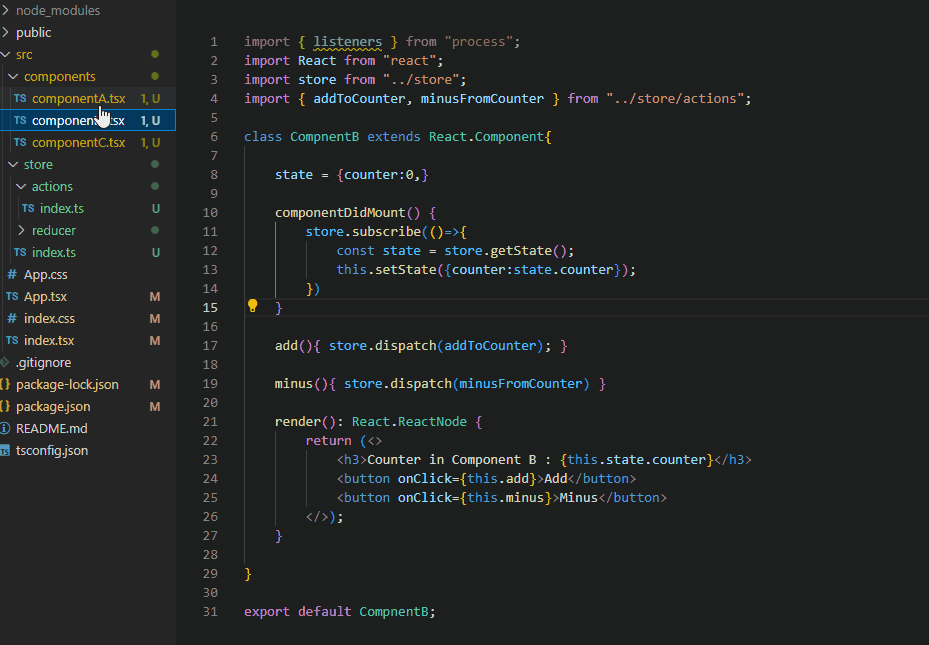 node_modules
public
src
components
TS componentA.tsx 1, U
TS tsx 1, U
TS componentC.tsx 1, U
store
actions
TS index.ts U
reducer
TS index.ts U
# App.css
TS App.tsx M
# index.css M
TS index.tsx M
.gitignore
{} package-lock.json M
{} package.json M
README.md
TS tsconfig.json
1 import { listeners } from "process";
2 import React from "react";
3 import store from "../store";
4 import { addToCounter, minusFromCounter } from "../store/actions";
5
6 class CompnentB extends React.Component{
7
8 state = {counter:0,}
9
10 componentDidMount() {
11 store.subscribe(()=>{
12 const state = store.getState();
13 this.setState({counter:state.counter});
14 })
15 }
16
17 add(){ store.dispatch(addToCounter); }
18
19 minus(){ store.dispatch(minusFromCounter) }
20
21 render(): React.ReactNode {
22 return (<>
23 <h3>Counter in Component B : {this.state.counter}</h3>
24 <button onClick={this.add}>Add</button>
25 <button onClick={this.minus}>Minus</button>
26 </>);
27 }
28
29 }
30
31 export default CompnentB;